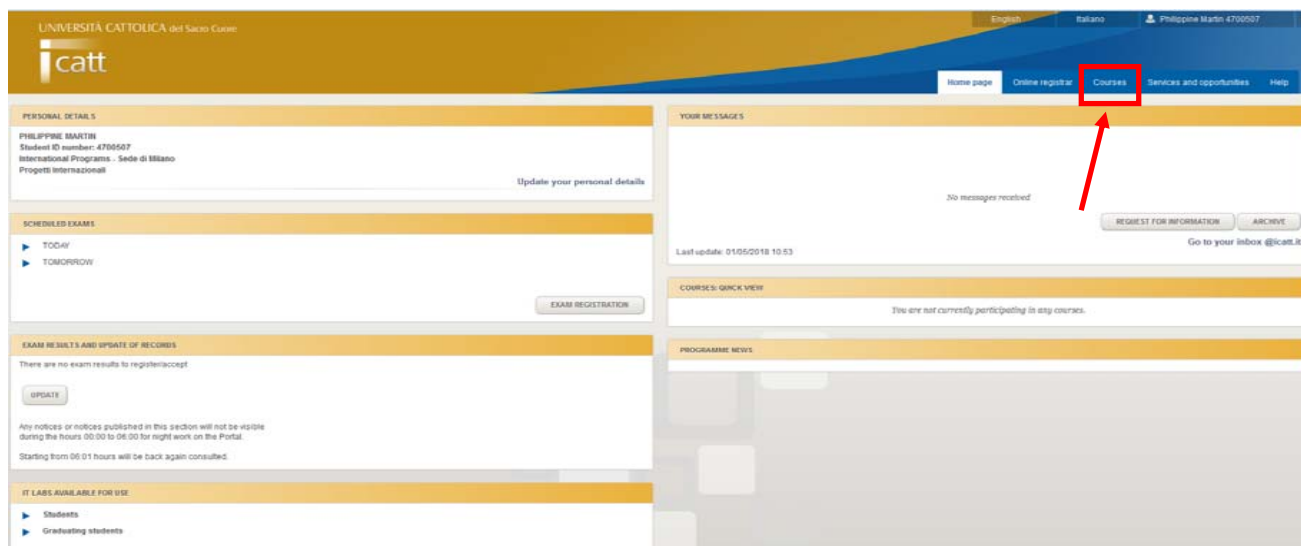 UNIVERSITÀ CATTOLICA del Sacro Cuore
icatt
English Italiano Philippine Martin 4700507
Home page Online registrar Courses Services and opportunities Help
PERSONAL DETAILS
PHILIPPINE MARTIN
Student ID number: 4700507
International Programs - Sede di Milano
Progetti Internazionali
Update your personal details
SCHEDULED EXAMS
TODAY
TOMORROW
EXAM REGISTRATION
EXAM RESULTS AND UPDATE OF RECORDS
There are no exam results to register/accept
UPDATE
Any notices or notices published in this section will not be visible
during the hours 00:00 to 06:00 for night work on the Portal.
Starting from 06:01 hours will be back again consulted.
IT LABS AVAILABLE FOR USE
Students
Graduating students
YOUR MESSAGES
No messages received
REQUEST FOR INFORMATION ARCHIVE
Go to your inbox @icatt.it
Last update: 01/05/2018 10.53
COURSES: QUICK VIEW
You are not currently participating in any courses.
PROGRAMME NEWS